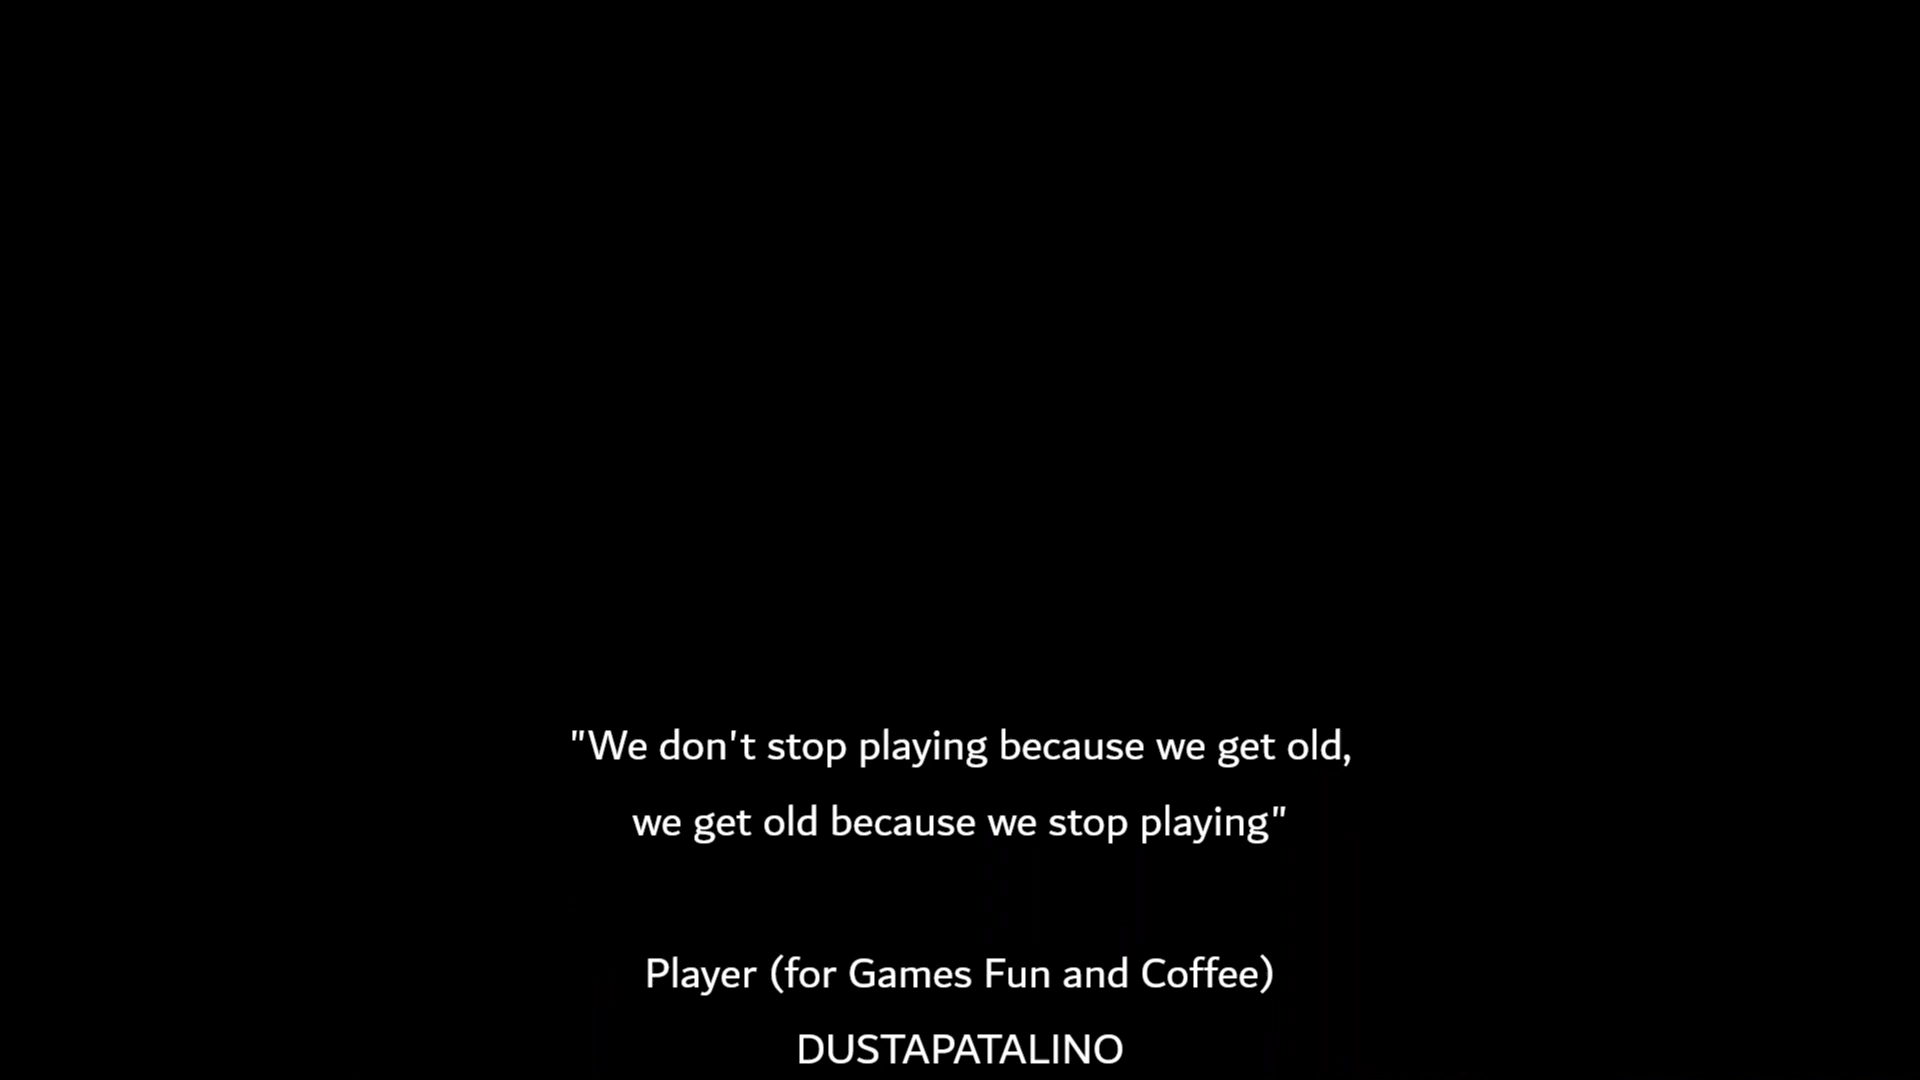 "We don't stop playing because we get old,
we get old because we stop playing"
Player (for Games Fun and Coffee)
DUSTAPATALINO